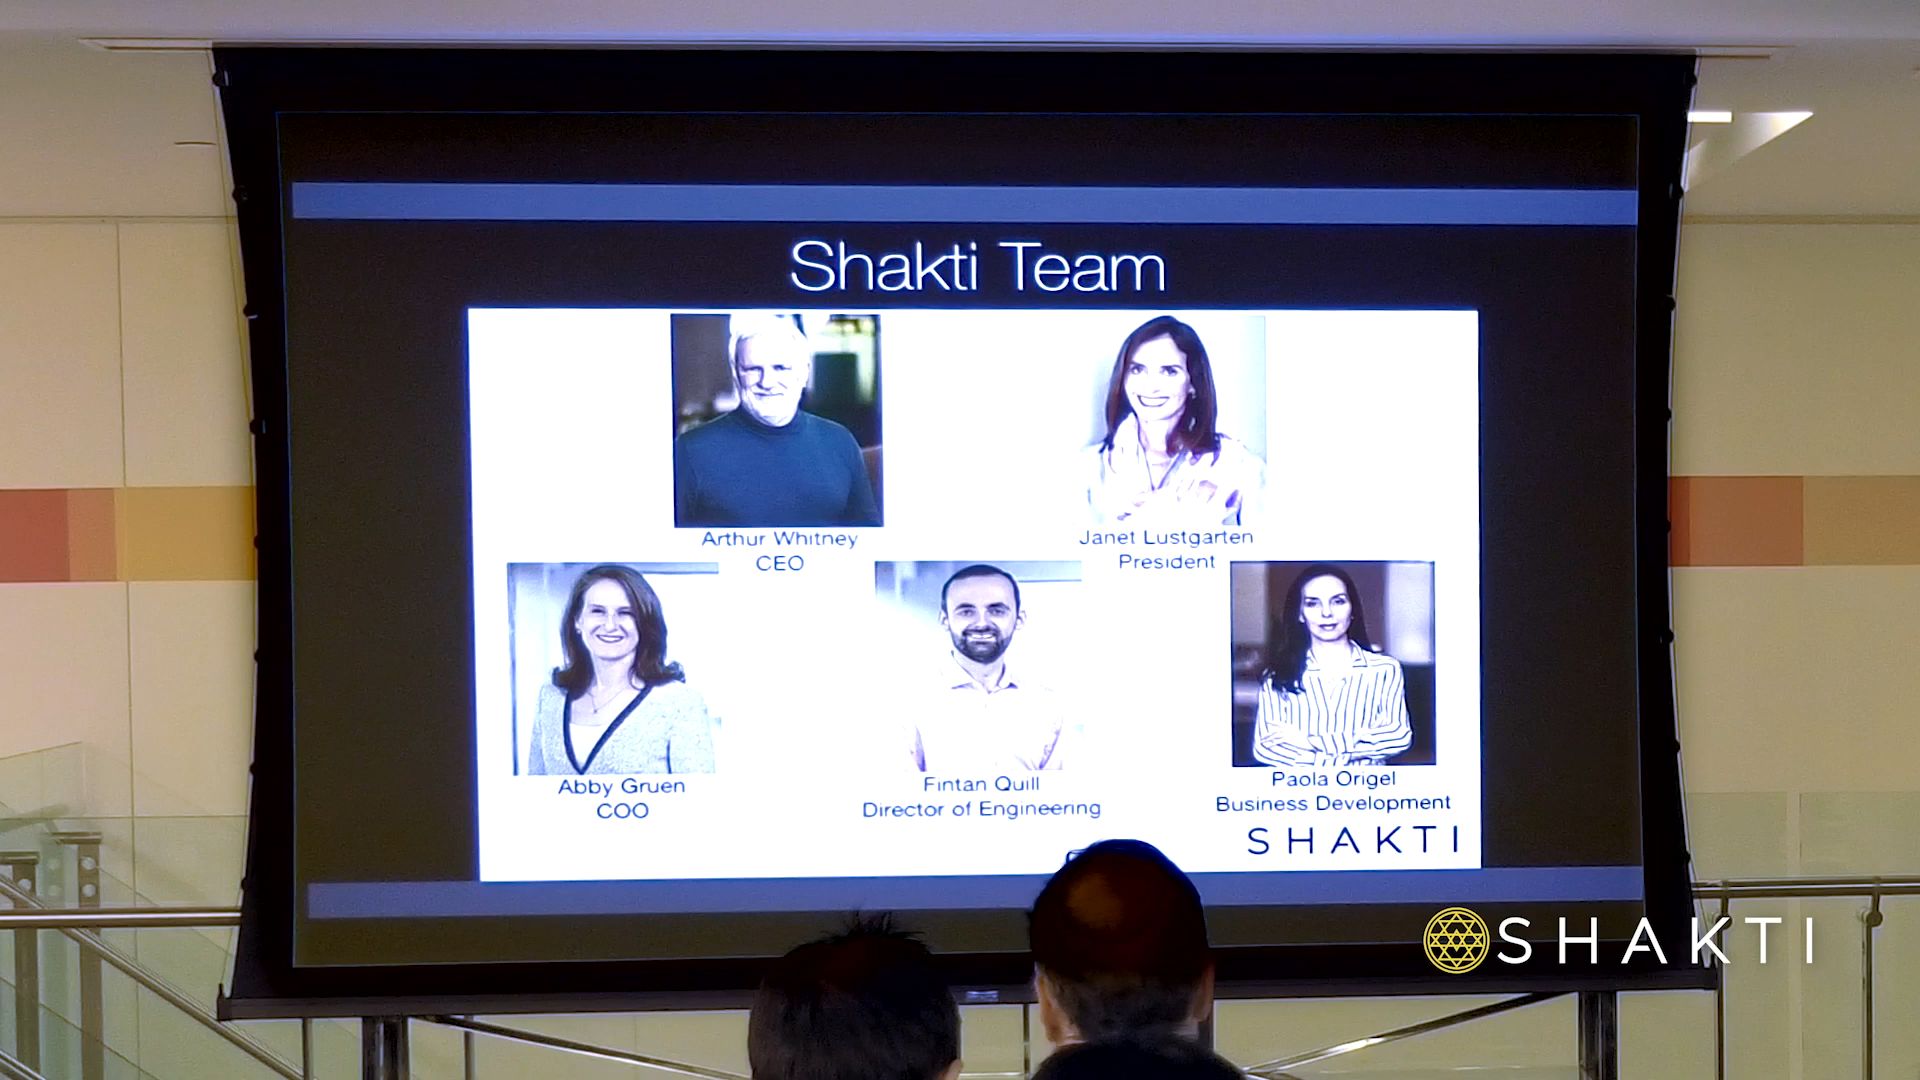 Shakti Team
Arthur Whitney
CEO
Janet Lustgarten
President
Abby Gruen
COO
Fintan Quill
Director of Engineering
Paola Origel
Business Development
SHAKTI
SHAKTI